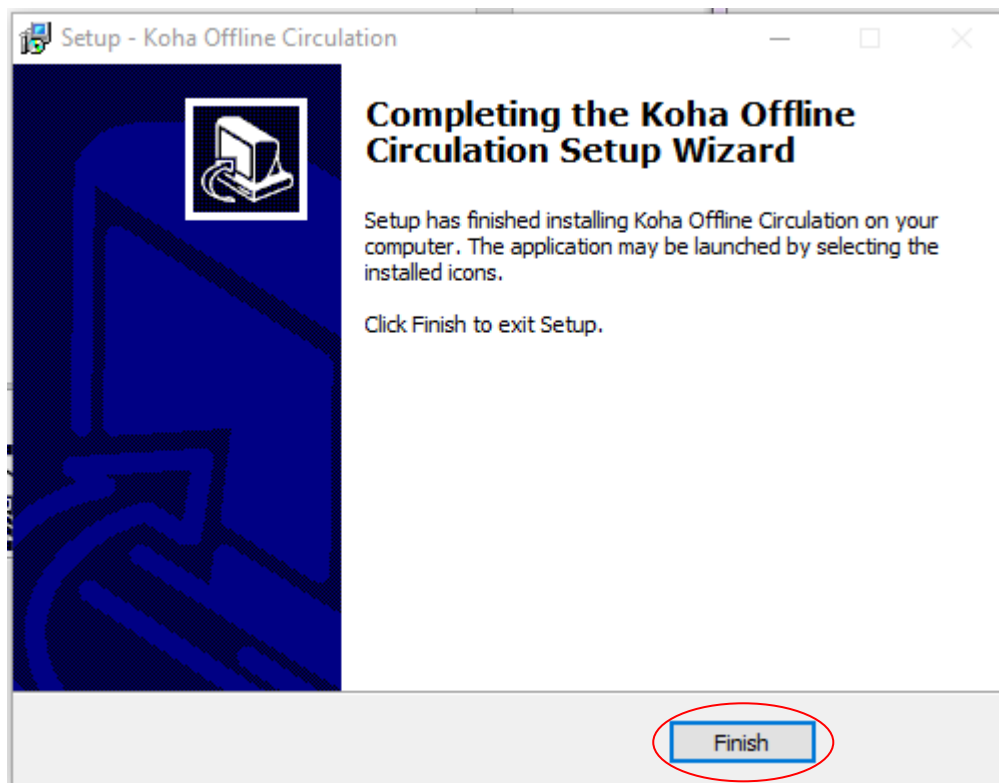 Setup - Koha Offline Circulation
Completing the Koha Offline
Circulation Setup Wizard
Setup has finished installing Koha Offline Circulation on your
computer. The application may be launched by selecting the
installed icons.
Click Finish to exit Setup.
Finish